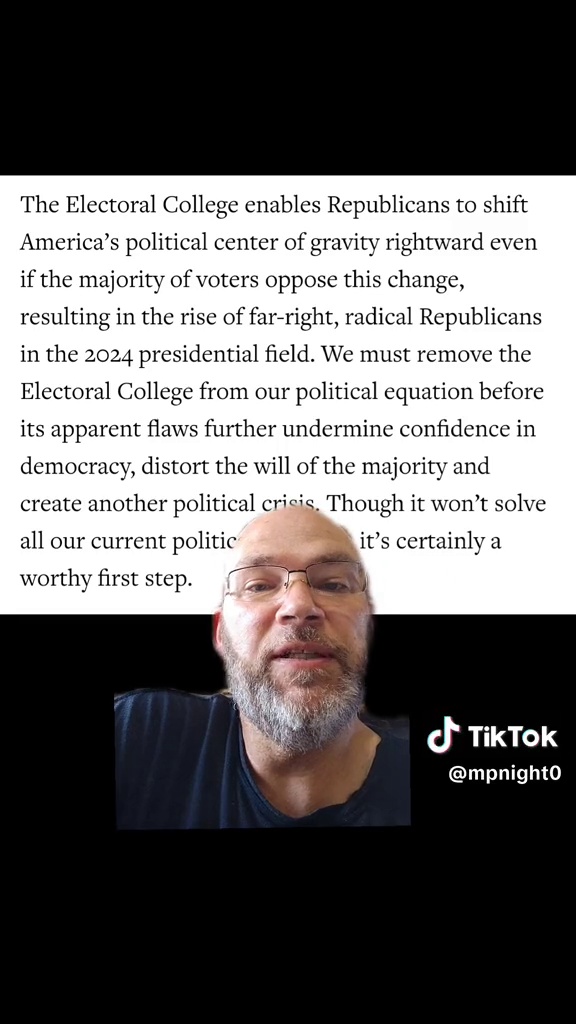 The Electoral College enables Republicans to shift
America's political center of gravity rightward even
if the majority of voters oppose this change,
resulting in the rise of far-right, radical Republicans
in the 2024 presidential field. We must remove the
Electoral College from our political equation before
its apparent flaws further undermine confidence in
democracy, distort the will of the majority and
create another political crisis. Though it won't solve
all our current it's certainly a
worthy first step.
TikTok
@mpnight0